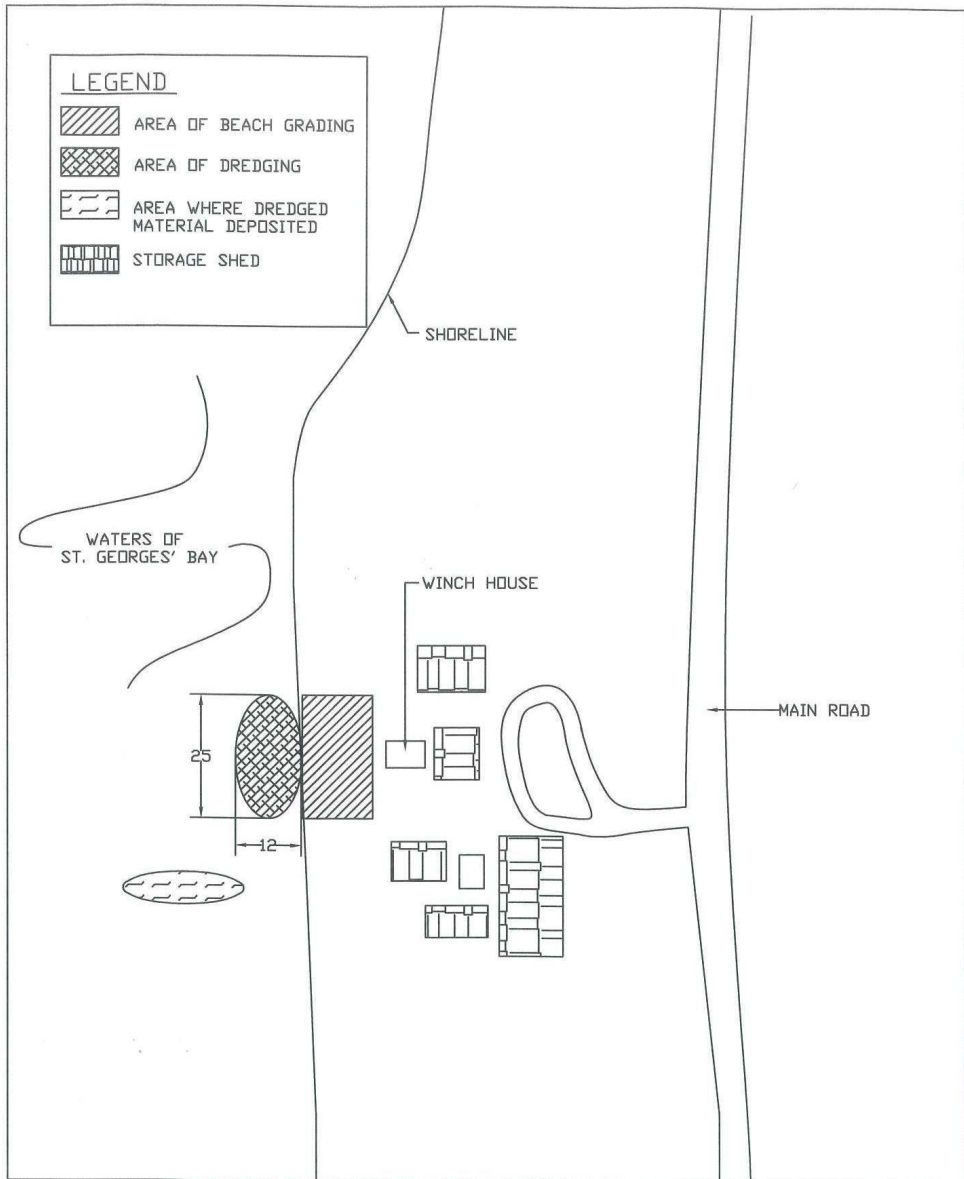 LEGEND
AREA OF BEACH GRADING
AREA OF DREDGING
AREA WHERE DREDGED
MATERIAL DEPOSITED
STORAGE SHED
SHORELINE
WATERS OF
ST. GEORGES' BAY
WINCH HOUSE
MAIN ROAD
25
12